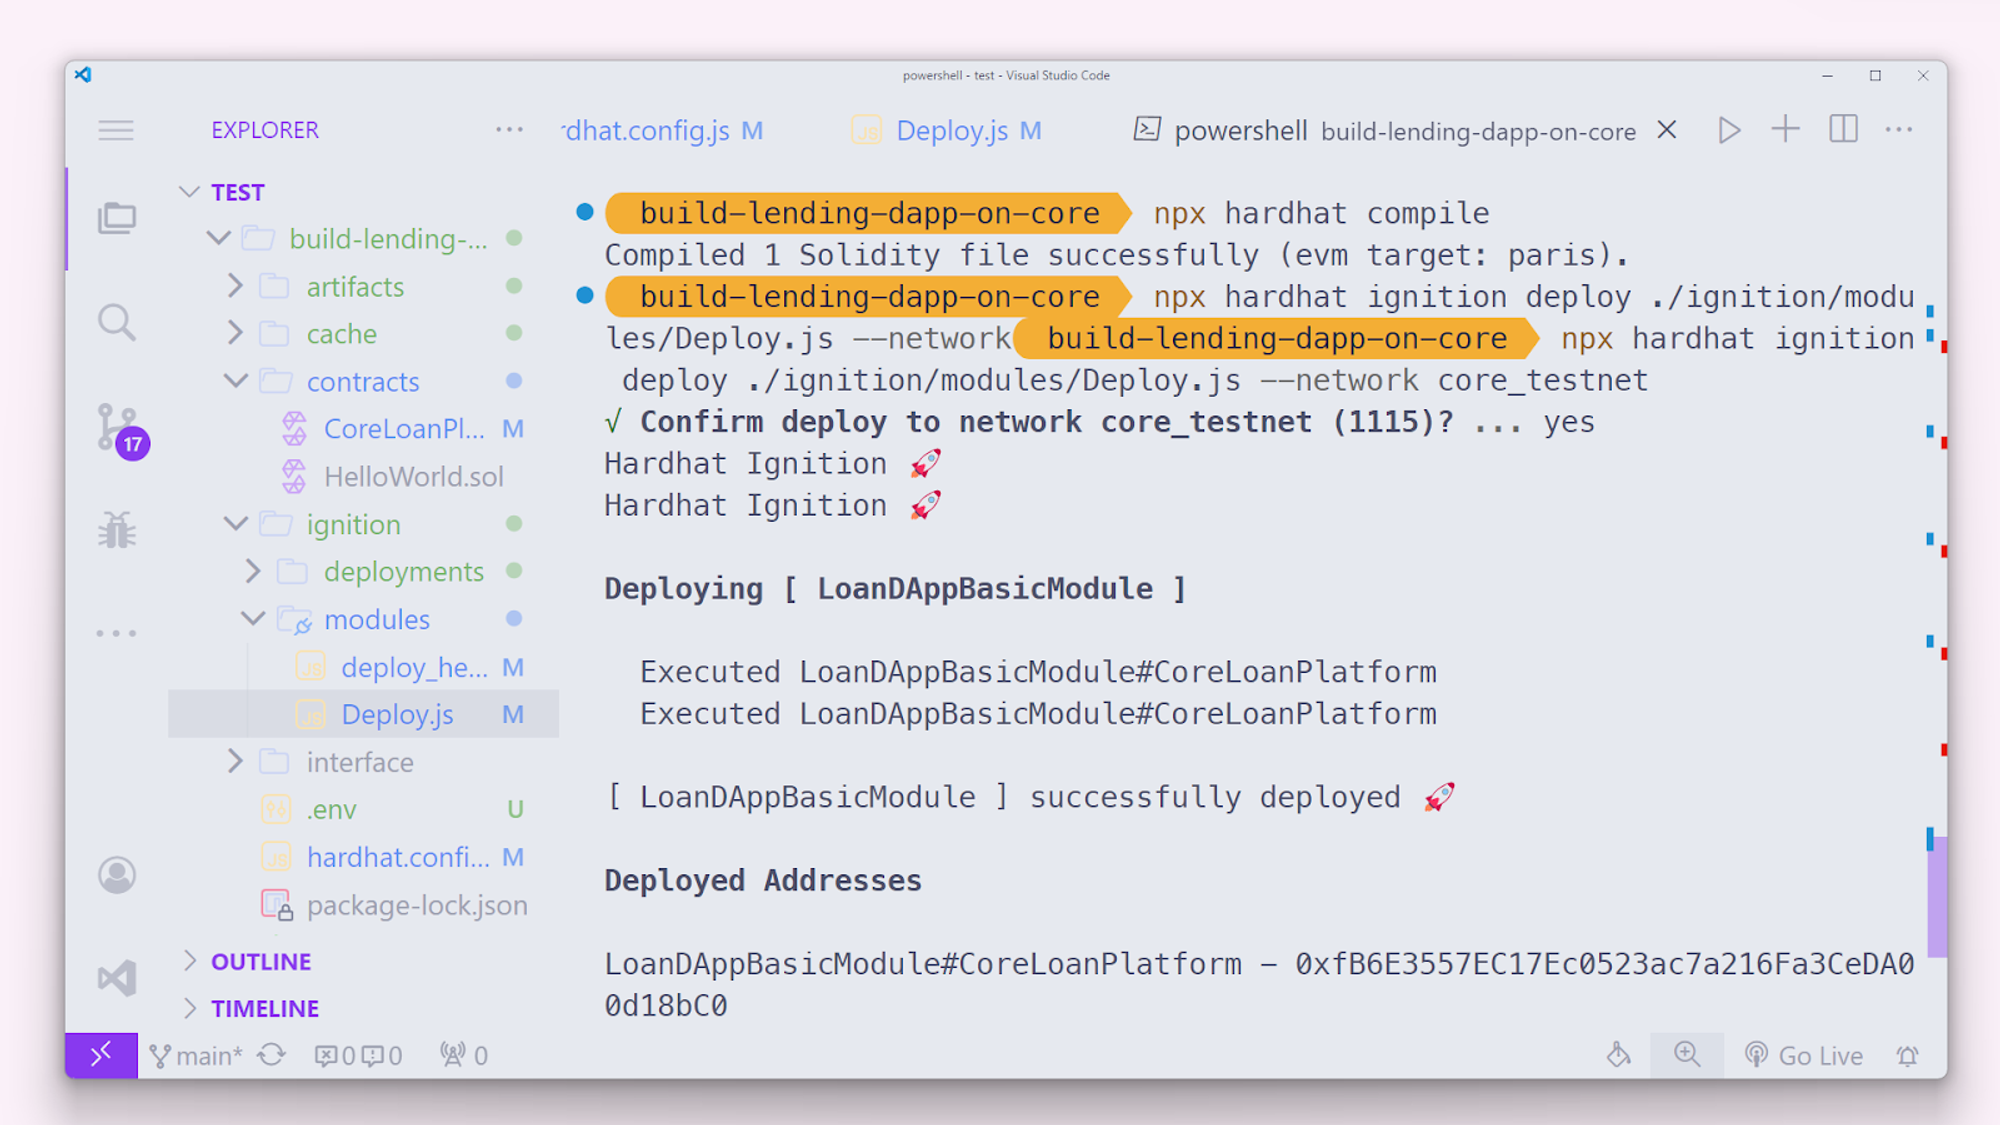 powershell - test - Visual Studio Code
EXPLORER
rdhat.config.js M
Deploy.js M
powershell build-lending-dapp-on-core
TEST
build-lending-...
artifacts
cache
contracts
CoreLoanPl... M
HelloWorld.sol
ignition
deployments
modules
deploy_he... M
Deploy.js M
interface
.env U
hardhat.confi... M
package-lock.json
OUTLINE
TIMELINE
17
build-lending-dapp-on-core npx hardhat compile
Compiled 1 Solidity file successfully (evm target: paris).
build-lending-dapp-on-core npx hardhat ignition deploy ./ignition/modu
les/Deploy.js --network build-lending-dapp-on-core npx hardhat ignition
deploy ./ignition/modules/Deploy.js --network core_testnet
√ Confirm deploy to network core_testnet (1115)? ... yes
Hardhat Ignition 🚀
Hardhat Ignition 🚀
Deploying [ LoanDAppBasicModule ]
Executed LoanDAppBasicModule#CoreLoanPlatform
Executed LoanDAppBasicModule#CoreLoanPlatform
[ LoanDAppBasicModule ] successfully deployed 🚀
Deployed Addresses
LoanDAppBasicModule#CoreLoanPlatform - 0xfB6E3557EC17Ec0523ac7a216Fa3CeDA0
0d18bC0
main* 0 0 0
Go Live